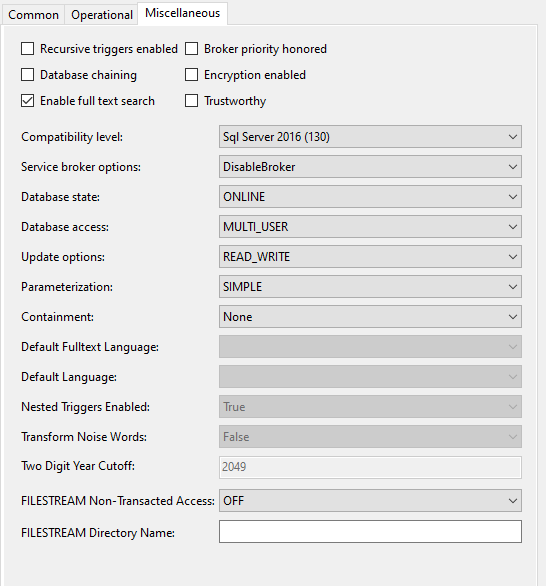 Common Operational Miscellaneous
Recursive triggers enabled Broker priority honored
Database chaining Encryption enabled
Enable full text search Trustworthy
Compatibility level: Sql Server 2016 (130)
Service broker options: DisableBroker
Database state: ONLINE
Database access: MULTI_USER
Update options: READ_WRITE
Parameterization: SIMPLE
Containment: None
Default Fulltext Language:
Default Language:
Nested Triggers Enabled: True
Transform Noise Words: False
Two Digit Year Cutoff: 2049
FILESTREAM Non-Transacted Access: OFF
FILESTREAM Directory Name: